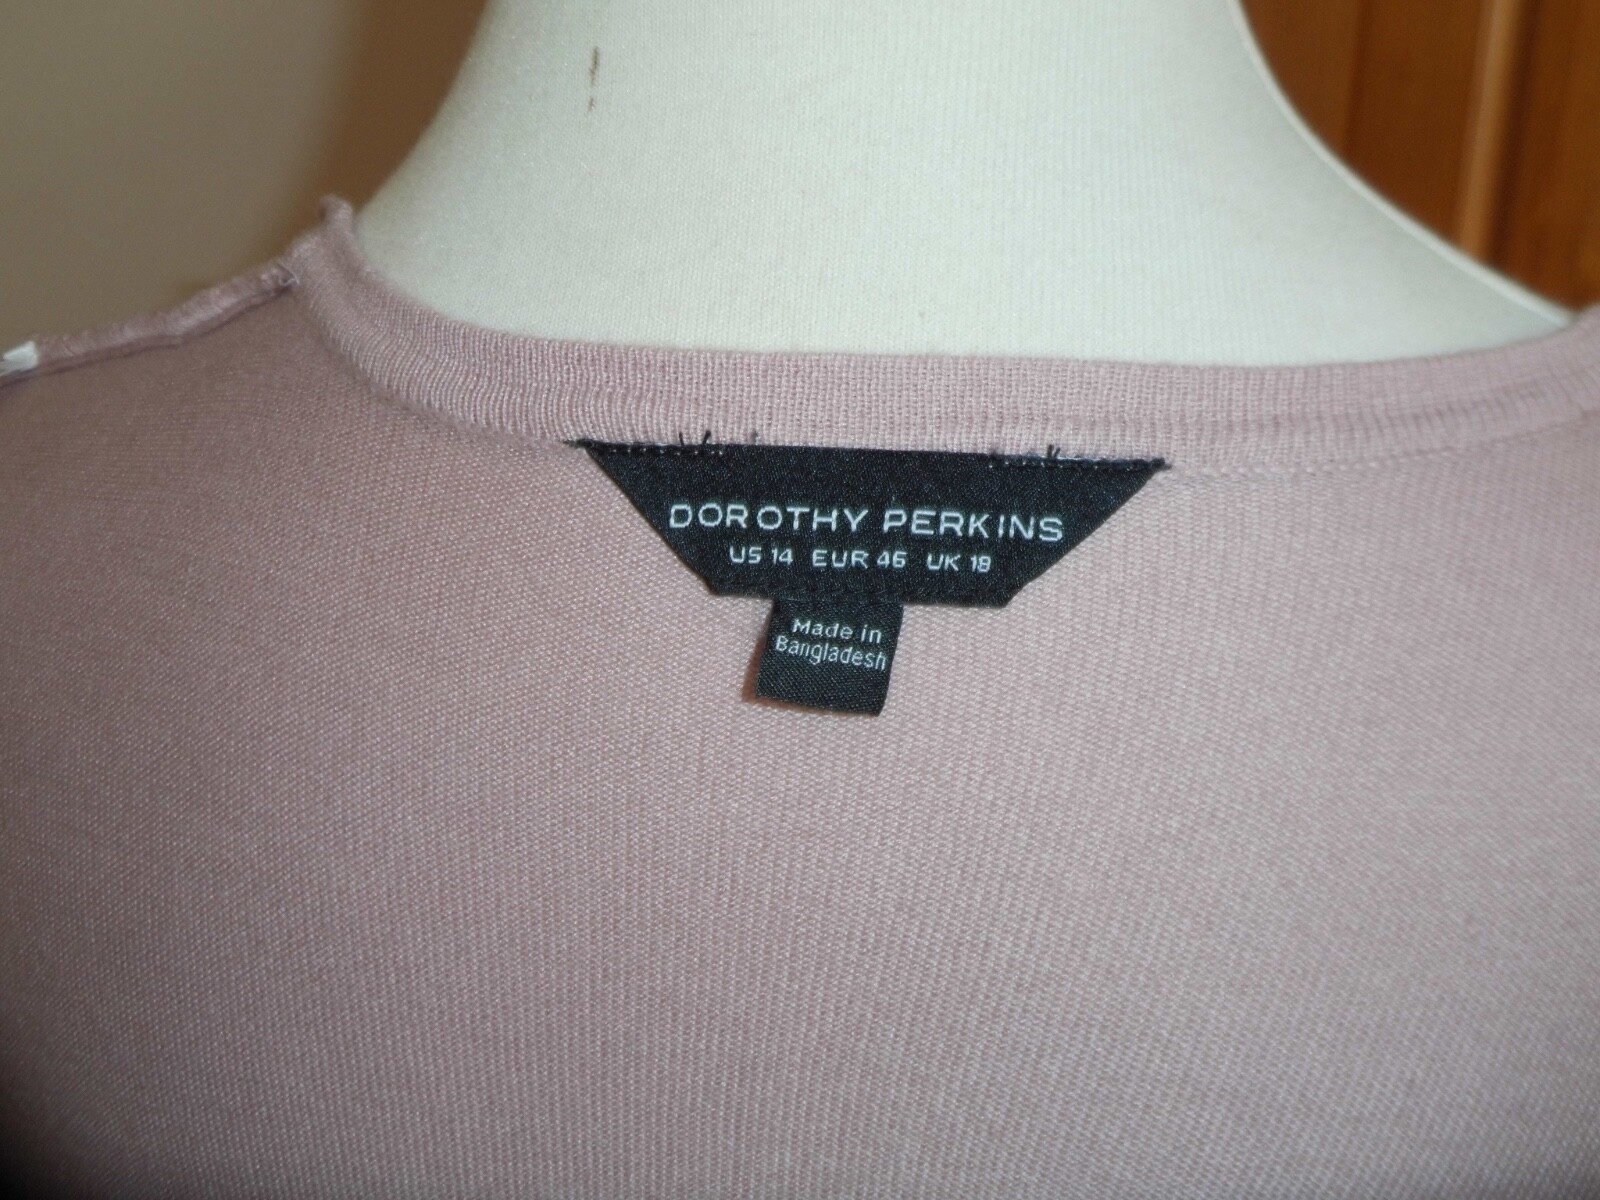 DOROTHY PERKINS
US 14 EUR 46 UK 18
Made in
Bangladesh